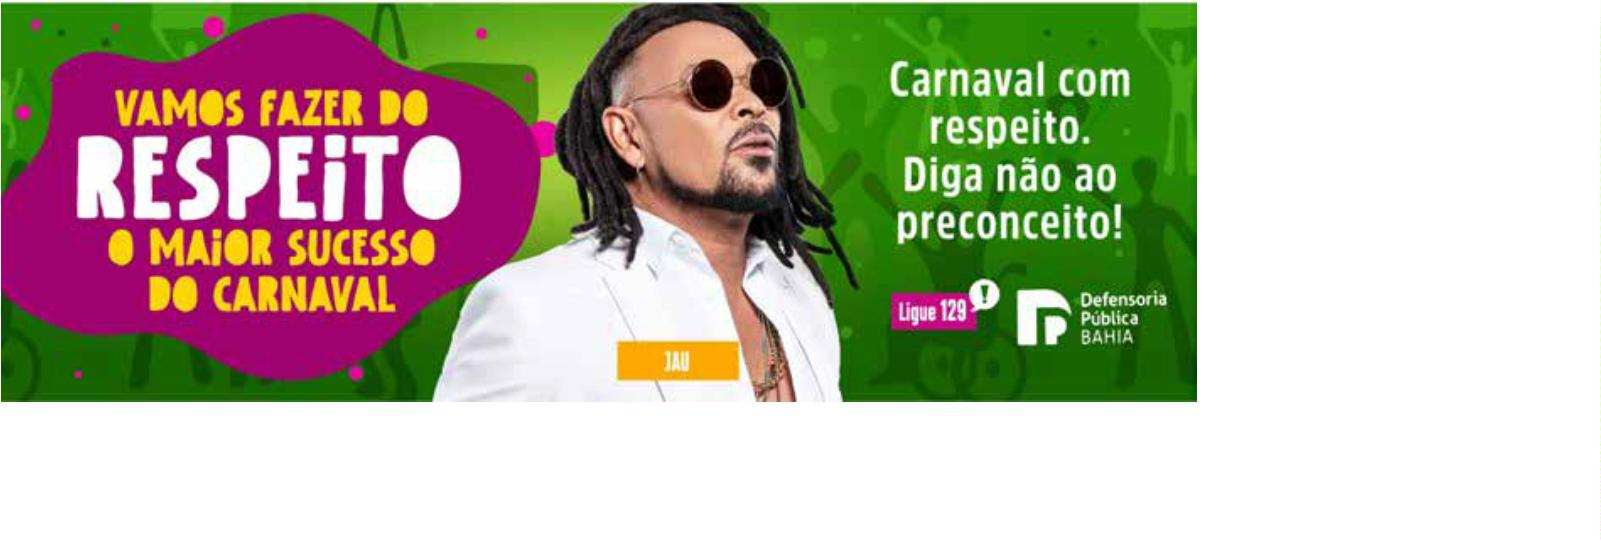 VAMOS FAZER DO
RESPEiTO
O MAiOR SUCESSO
DO CARNAVAL
Carnaval com
respeito.
Diga não ao
preconceito!
Ligue 129
!
Defensoria
Pública
BAHIA
JAU